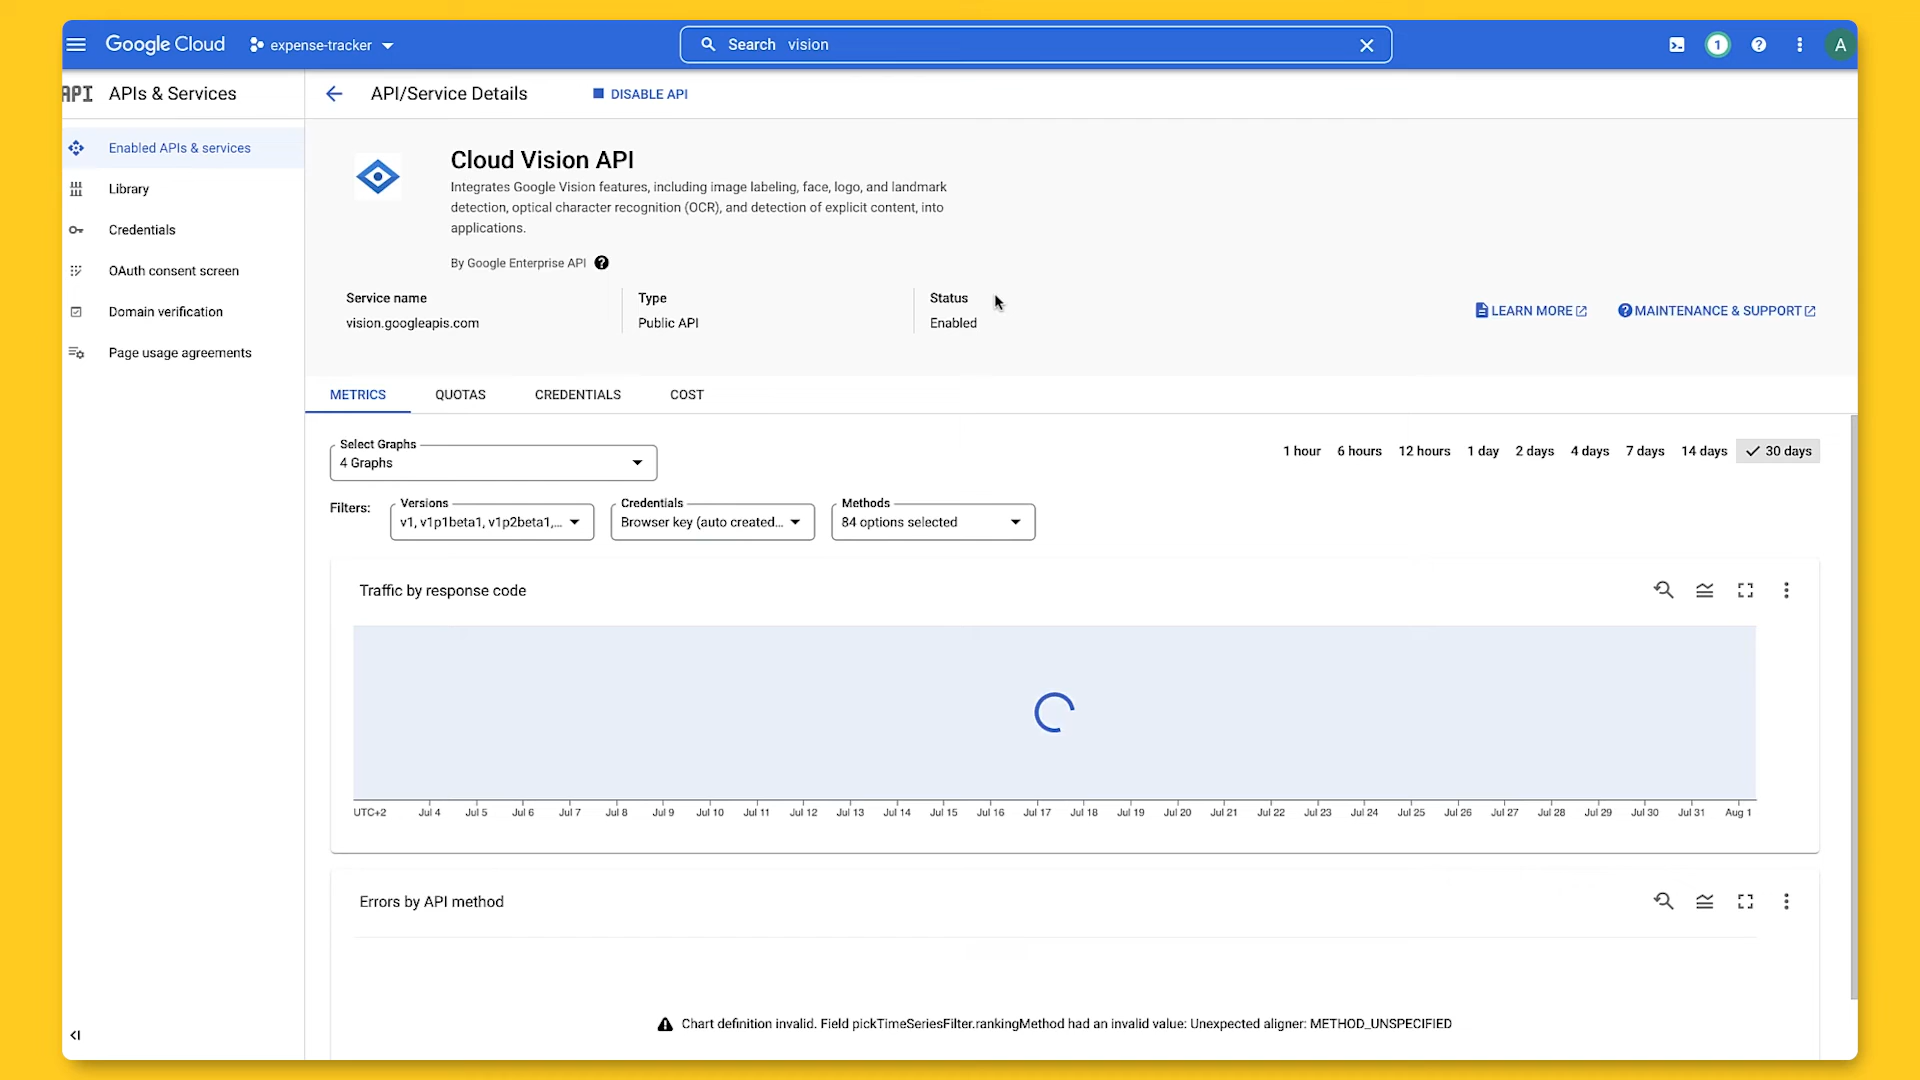 Google Cloud
expense-tracker
Search vision
1
A
API
APIs & Services
API/Service Details
DISABLE API
Enabled APIs & services
Library
Credentials
OAuth consent screen
Domain verification
Page usage agreements
Cloud Vision API
Integrates Google Vision features, including image labeling, face, logo, and landmark
detection, optical character recognition (OCR), and detection of explicit content, into
applications.
By Google Enterprise API
Service name
vision.googleapis.com
Type
Public API
Status
Enabled
LEARN MORE
MAINTENANCE & SUPPORT
METRICS QUOTAS CREDENTIALS COST
Select Graphs
4 Graphs
1 hour 6 hours 12 hours 1 day 2 days 4 days 7 days 14 days 30 days
Filters:
Versions
v1, v1p1beta1, v1p2beta1,...
Credentials
Browser key (auto created...
Methods
84 options selected
Traffic by response code
UTC+2 Jul 4 Jul 5 Jul 6 Jul 7 Jul 8 Jul 9 Jul 10 Jul 11 Jul 12 Jul 13 Jul 14 Jul 15 Jul 16 Jul 17 Jul 18 Jul 19 Jul 20 Jul 21 Jul 22 Jul 23 Jul 24 Jul 25 Jul 26 Jul 27 Jul 28 Jul 29 Jul 30 Jul 31 Aug 1
Errors by API method
Chart definition invalid. Field pickTimeSeriesFilter.rankingMethod had an invalid value: Unexpected aligner: METHOD_UNSPECIFIED